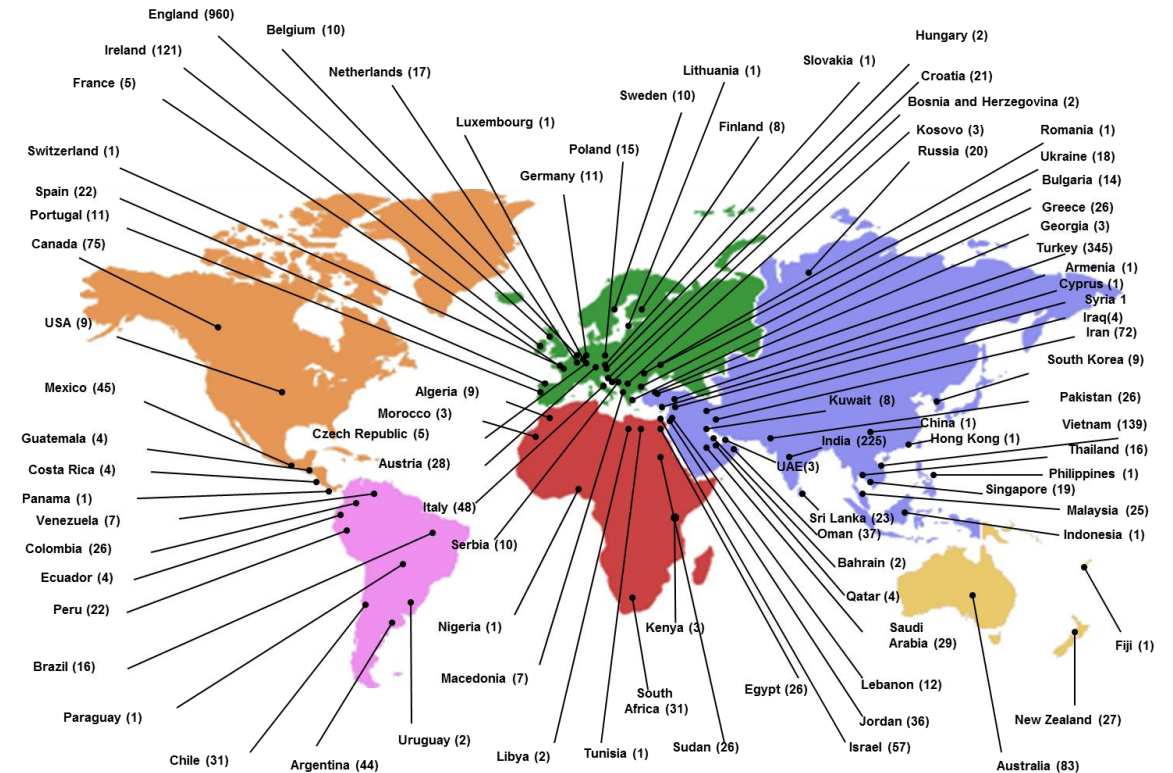 England (960)
Belgium (10)
Hungary (2)
Ireland (121)
Slovakia (1)
Netherlands (17)
Lithuania (1)
Croatia (21)
France (5)
Sweden (10)
Bosnia and Herzegovina (2)
Luxembourg (1)
Finland (8)
Kosovo (3)
Romania (1)
Switzerland (1)
Poland (15)
Russia (20)
Ukraine (18)
Germany (11)
Bulgaria (14)
Spain (22)
Greece (26)
Portugal (11)
Georgia (3)
Canada (75)
Turkey (345)
Armenia (1)
Cyprus (1)
Syria 1
USA (9)
Iraq(4)
Iran (72)
South Korea (9)
Mexico (45)
Algeria (9)
Kuwait (8)
Pakistan (26)
Morocco (3)
China (1)
Vietnam (139)
Guatemala (4)
Czech Republic (5)
India (225)
Hong Kong (1)
Thailand (16)
Costa Rica (4)
Austria (28)
UAE(3)
Philippines (1)
Singapore (19)
Panama (1)
Italy (48)
Malaysia (25)
Venezuela (7)
Sri Lanka (23)
Oman (37)
Indonesia (1)
Colombia (26)
Serbia (10)
Bahrain (2)
Ecuador (4)
Qatar (4)
Peru (22)
Nigeria (1)
Kenya (3)
Saudi
Arabia (29)
Fiji (1)
Brazil (16)
Macedonia (7)
South
Africa (31)
Egypt (26)
Lebanon (12)
Paraguay (1)
Jordan (36)
New Zealand (27)
Uruguay (2)
Chile (31)
Argentina (44)
Libya (2)
Tunisia (1)
Sudan (26)
Israel (57)
Australia (83)